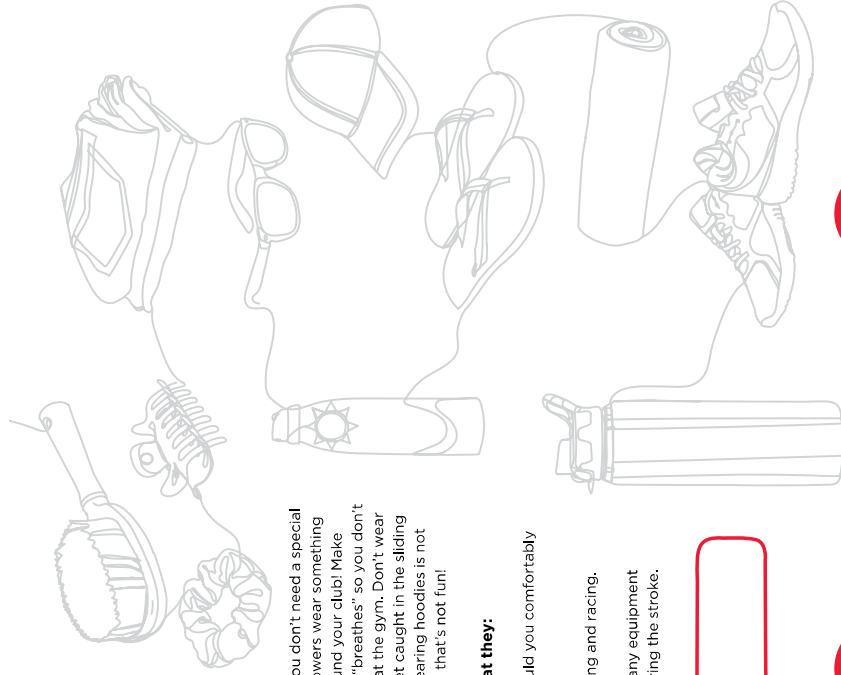 ou don't need a special
owers wear something
und your club! Make
“breathes” so you don't
at the gym. Don't wear
et caught in the sliding
earing hoodies is not
that's not fun!
at they:
uld you comfortably
ng and racing.
any equipment
ring the stroke.